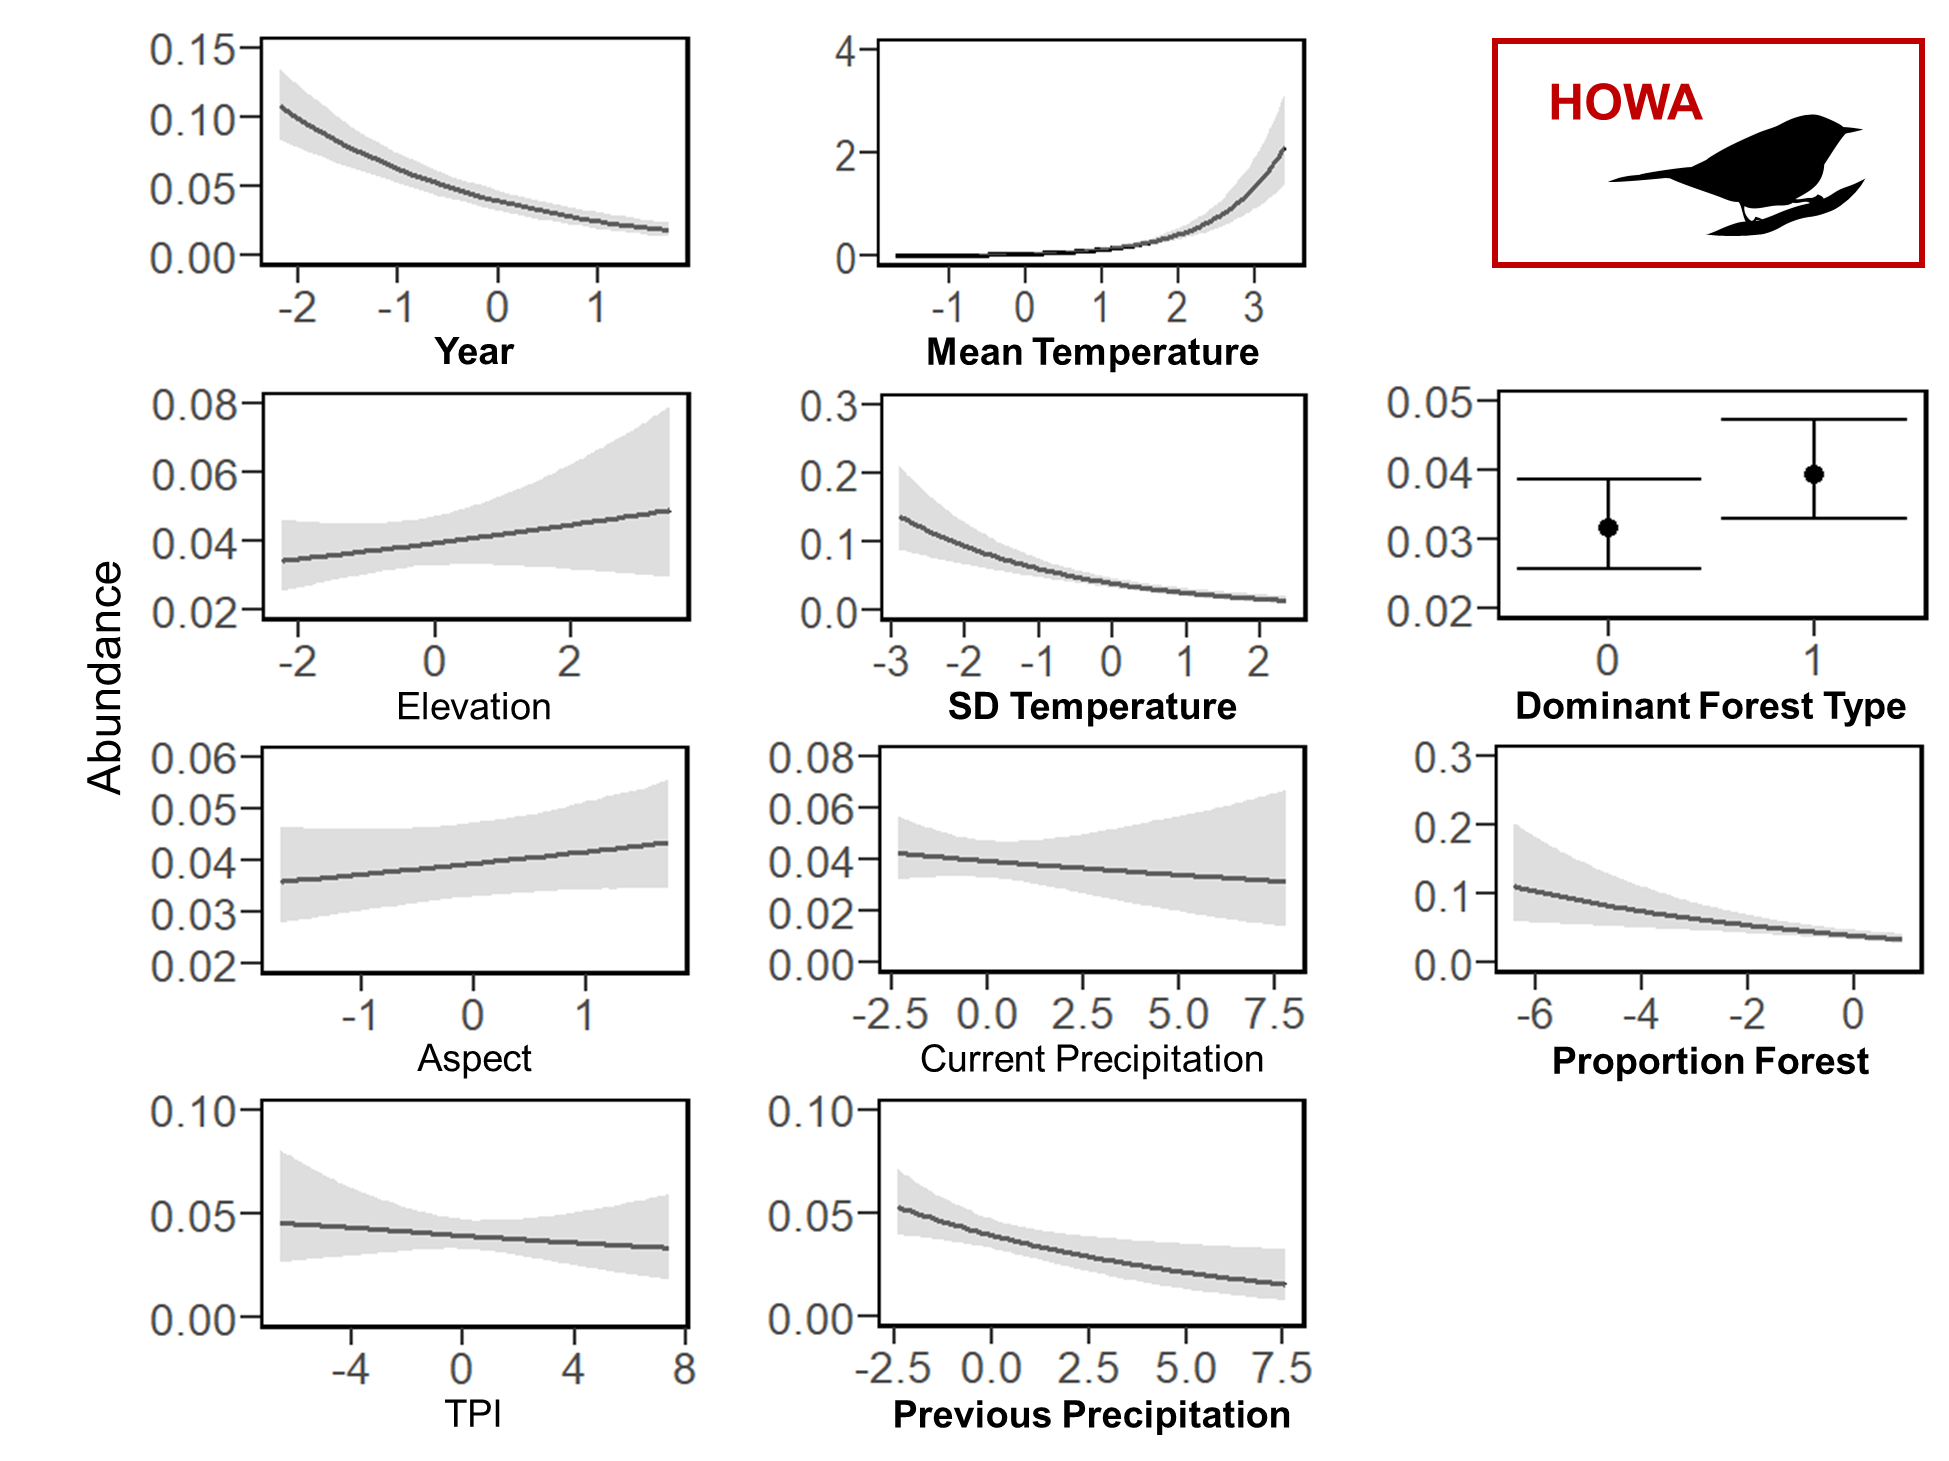 Abundance
0.15
0.10
0.05
0.00
-2 -1 0 1
Year
4
2
0
-1 0 1 2 3
Mean Temperature
HOWA
0.08
0.06
0.04
0.02
-2 0 2
Elevation
0.3
0.2
0.1
0.0
-3 -2 -1 0 1 2
SD Temperature
0.05
0.04
0.03
0.02
0 1
Dominant Forest Type
0.06
0.05
0.04
0.03
0.02
-1 0 1
Aspect
0.08
0.06
0.04
0.02
0.00
-2.5 0.0 2.5 5.0 7.5
Current Precipitation
0.3
0.2
0.1
0.0
-6 -4 -2 0
Proportion Forest
0.10
0.05
0.00
-4 0 4 8
TPI
0.10
0.05
0.00
-2.5 0.0 2.5 5.0 7.5
Previous Precipitation